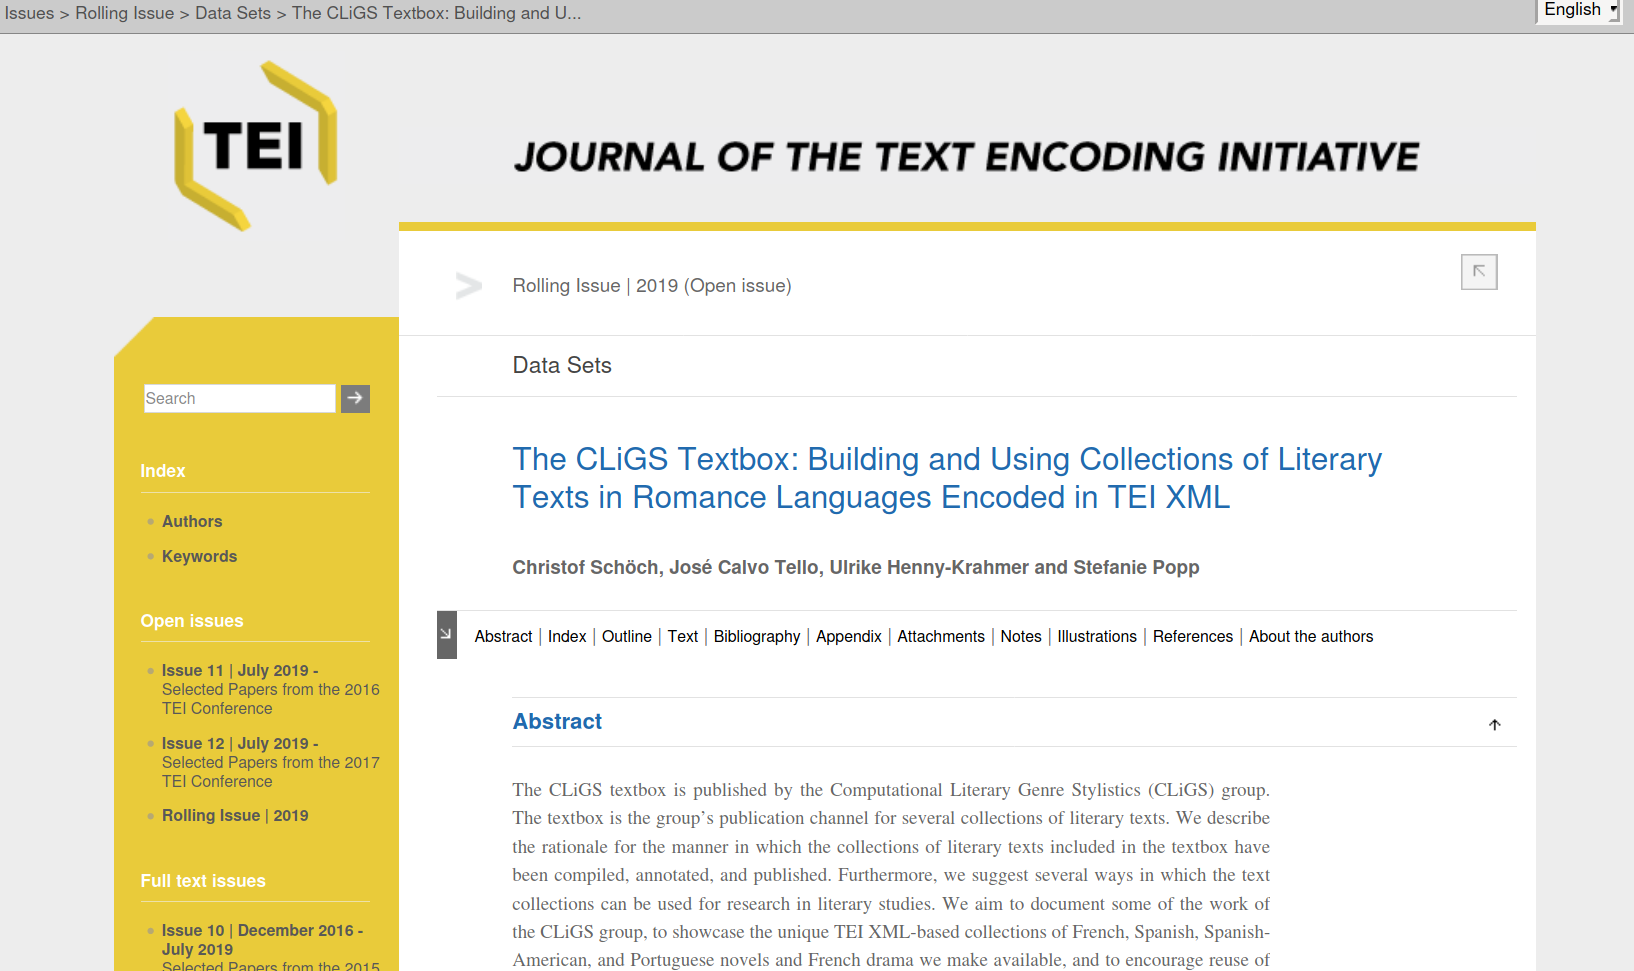 Issues > Rolling Issue > Data Sets > The CLiGS Textbox: Building and U...
English
TEI
JOURNAL OF THE TEXT ENCODING INITIATIVE
> Rolling Issue | 2019 (Open issue)
Data Sets
The CLiGS Textbox: Building and Using Collections of Literary
Texts in Romance Languages Encoded in TEI XML
Christof Schöch, José Calvo Tello, Ulrike Henny-Krahmer and Stefanie Popp
Abstract | Index | Outline | Text | Bibliography | Appendix | Attachments | Notes | Illustrations | References | About the authors
Abstract
The CLiGS textbox is published by the Computational Literary Genre Stylistics (CLiGS) group.
The textbox is the group’s publication channel for several collections of literary texts. We describe
the rationale for the manner in which the collections of literary texts included in the textbox have
been compiled, annotated, and published. Furthermore, we suggest several ways in which the text
collections can be used for research in literary studies. We aim to document some of the work of
the CLiGS group, to showcase the unique TEI XML-based collections of French, Spanish, Spanish-
American, and Portuguese novels and French drama we make available, and to encourage reuse of
Search
Index
Authors
Keywords
Open issues
Issue 11 | July 2019 -
Selected Papers from the 2016
TEI Conference
Issue 12 | July 2019 -
Selected Papers from the 2017
TEI Conference
Rolling Issue | 2019
Full text issues
Issue 10 | December 2016 -
July 2019
Selected Papers from the 2015